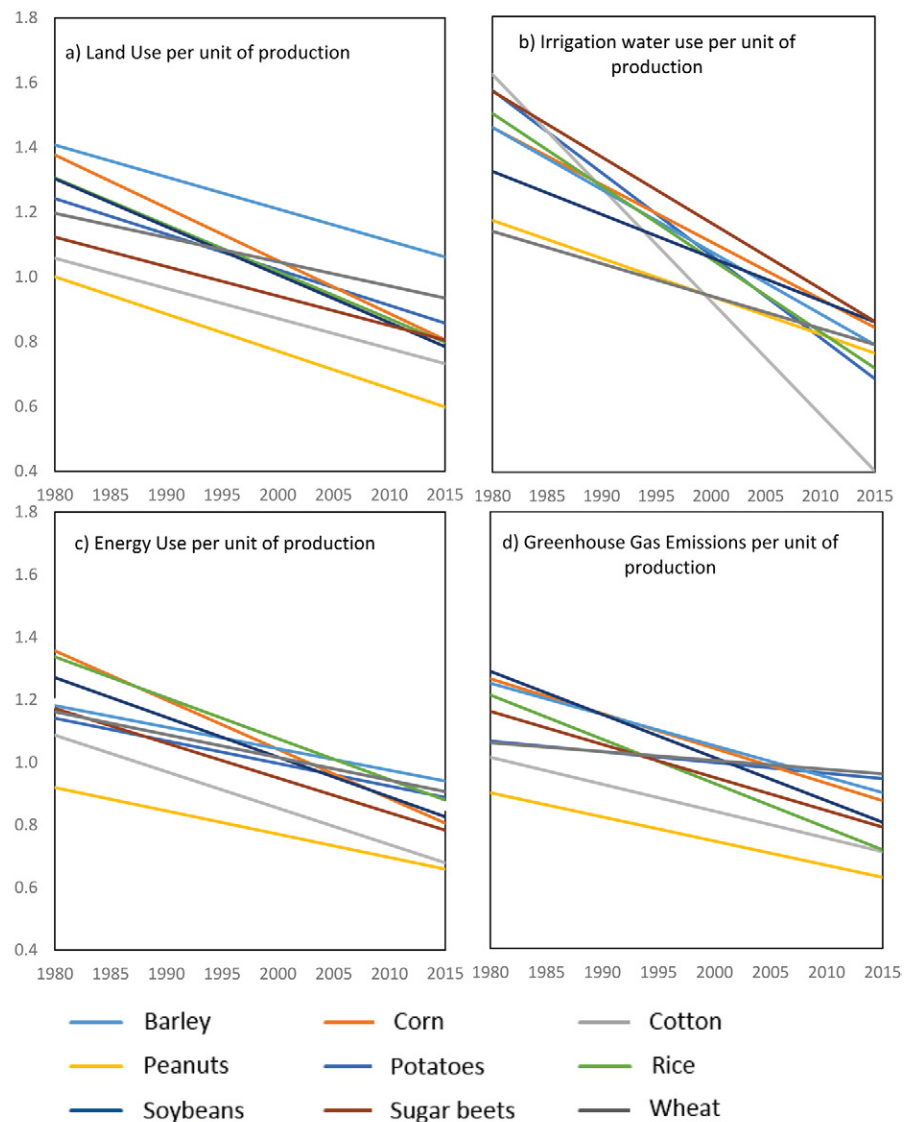 1.8
1.6
1.4
1.2
1.0
0.8
0.6
0.4
a) Land Use per unit of production
1980 1985 1990 1995 2000 2005 2010 2015
b) Irrigation water use per unit of
production
1980 1985 1990 1995 2000 2005 2010 2015
1.8
1.6
1.4
1.2
1.0
0.8
0.6
0.4
c) Energy Use per unit of production
1980 1985 1990 1995 2000 2005 2010 2015
d) Greenhouse Gas Emissions per unit of
production
1980 1985 1990 1995 2000 2005 2010 2015
Barley Corn Cotton
Peanuts Potatoes Rice
Soybeans Sugar beets Wheat